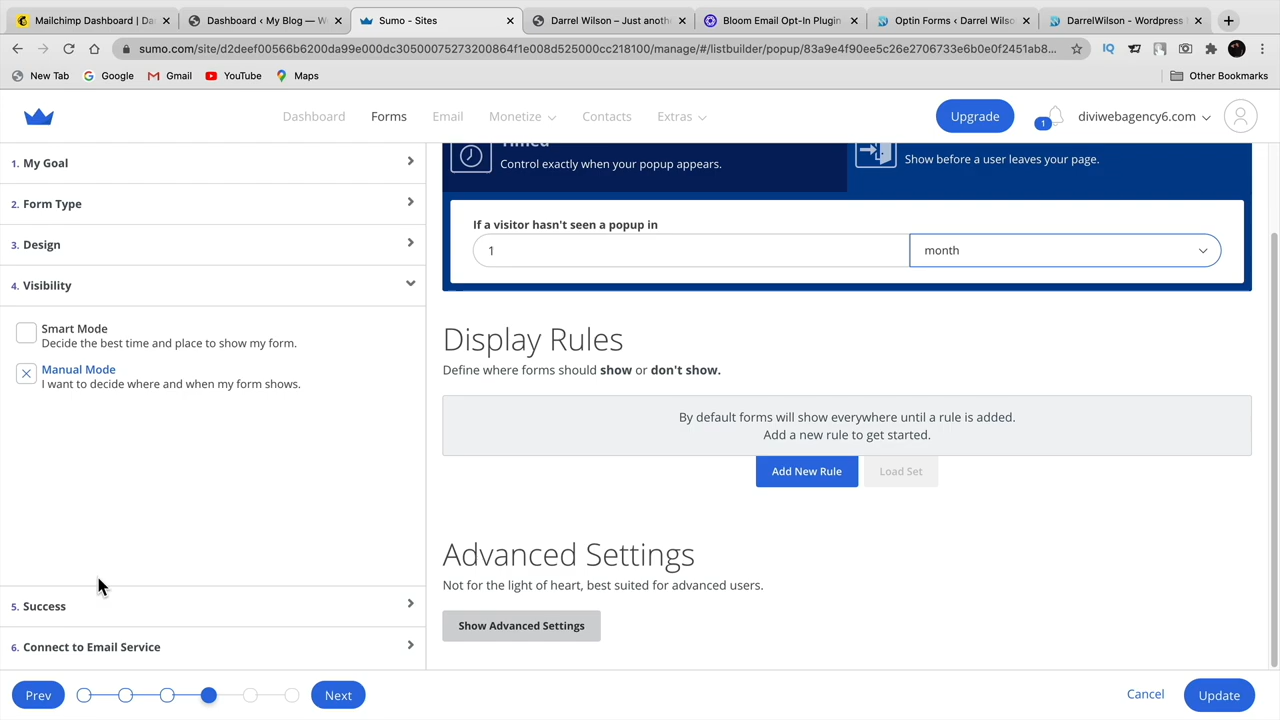 Mailchimp Dashboard | Da
Dashboard ‹ My Blog — W
Sumo - Sites
Darrel Wilson – Just anoth
Bloom Email Opt-In Plugin
Optin Forms ‹ Darrel Wilso
DarrelWilson - Wordpress
sumo.com/site/d2deef00566b6200da99e000dc30500075273200864f1e008d525000cc218100/manage/#/listbuilder/popup/83a9e4f90ee5c26e2706733e6b0e0f2451ab8...
New Tab
Google
Gmail
YouTube
Maps
Other Bookmarks
Dashboard
Forms
Email
Monetize
Contacts
Extras
Upgrade
1
diviwebagency6.com
1. My Goal
2. Form Type
3. Design
4. Visibility
Smart Mode
Decide the best time and place to show my form.
Manual Mode
I want to decide where and when my form shows.
5. Success
6. Connect to Email Service
Timed
Control exactly when your popup appears.
Show before a user leaves your page.
If a visitor hasn't seen a popup in
1
month
Display Rules
Define where forms should show or don't show.
By default forms will show everywhere until a rule is added.
Add a new rule to get started.
Add New Rule
Load Set
Advanced Settings
Not for the light of heart, best suited for advanced users.
Show Advanced Settings
Prev
Next
Cancel
Update